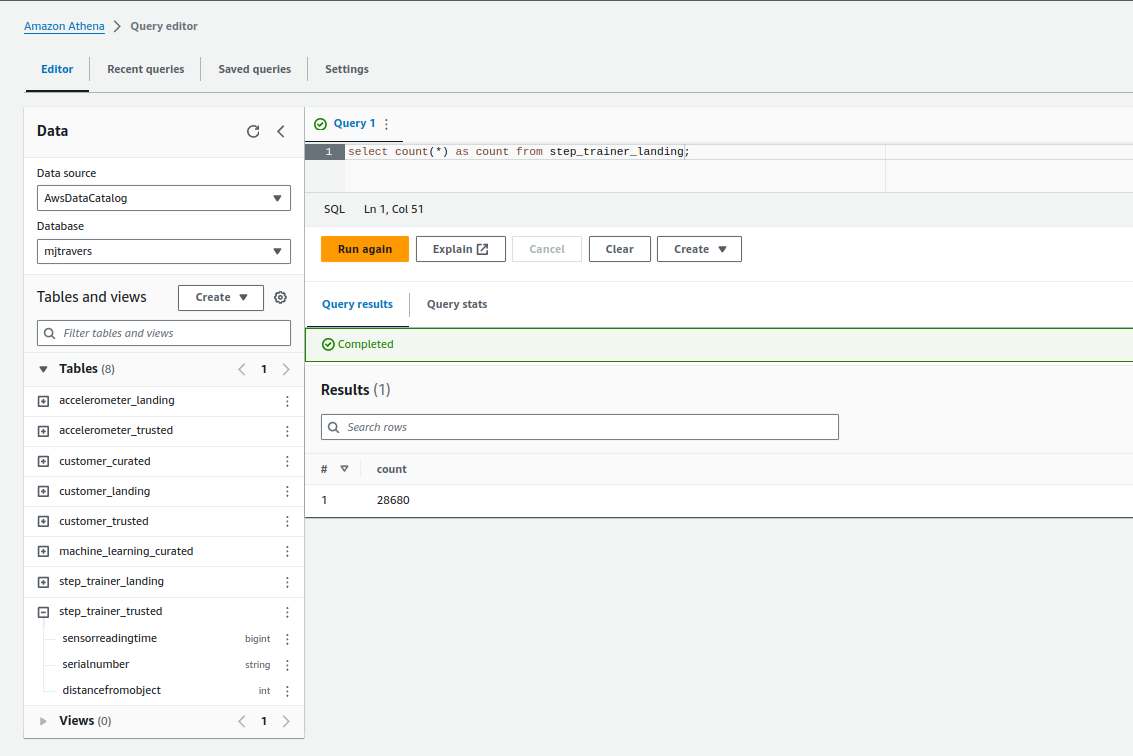 Amazon Athena > Query editor
Editor Recent queries Saved queries Settings
Data
Data source
AwsDataCatalog
Database
mjtravers
Tables and views Create
Filter tables and views
Tables (8) 1
accelerometer_landing
accelerometer_trusted
customer_curated
customer_landing
customer_trusted
machine_learning_curated
step_trainer_landing
step_trainer_trusted
sensorreadingtime bigint
serialnumber string
distancefromobject int
Views (0) 1
Query 1
1 select count(*) as count from step_trainer_landing;
SQL Ln 1, Col 51
Run again Explain Cancel Clear Create
Query results Query stats
Completed
Results (1)
Search rows
# count
1 28680